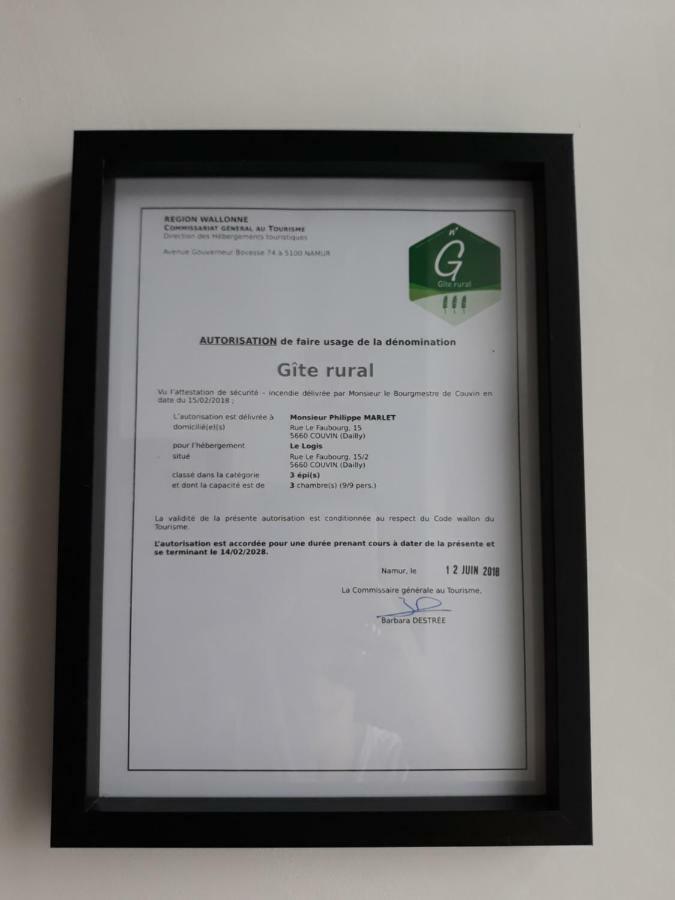 REGION WALLONNE
COMMISSARIAT GÉNÉRAL AU TOURISME
Direction des Hébergements touristiques
Avenue Gouverneur Bovesse 74 à 5100 NAMUR
n'
G
Gîte rural
AUTORISATION de faire usage de la dénomination
Gîte rural
Vu l'attestation de sécurité - incendie délivrée par Monsieur le Bourgmestre de Couvin en
date du 15/02/2018 ;
L'autorisation est délivrée à Monsieur Philippe MARLET
domicilié(e)(s) Rue Le Faubourg, 15
5660 COUVIN (Dailly)
pour l'hébergement Le Logis
situé Rue Le Faubourg, 15/2
5660 COUVIN (Dailly)
classé dans la catégorie 3 épi(s)
et dont la capacité est de 3 chambre(s) (9/9 pers.)
La validité de la présente autorisation est conditionnée au respect du Code wallon du
Tourisme.
L'autorisation est accordée pour une durée prenant cours à dater de la présente et
se terminant le 14/02/2028.
Namur, le 12 JUIN 2018
La Commissaire générale au Tourisme,
Barbara DESTRÉE